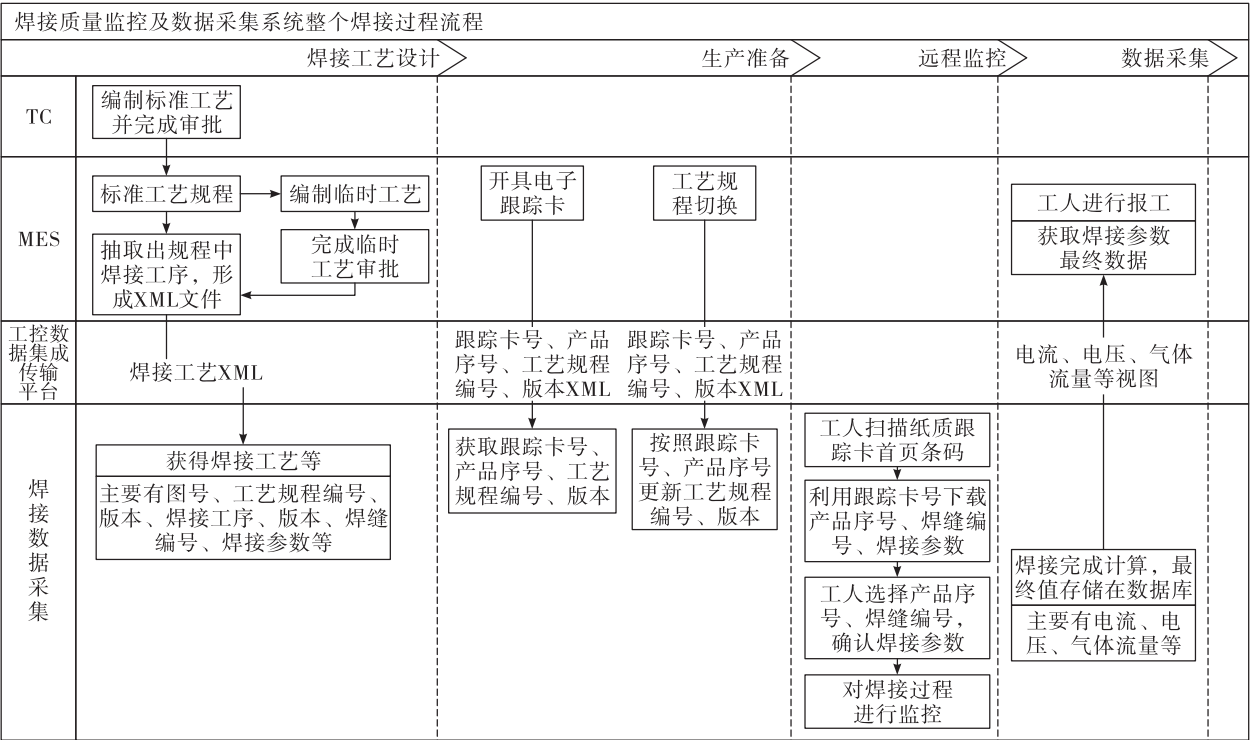 焊接质量监控及数据采集系统整个焊接过程流程
焊接工艺设计
生产准备
远程监控
数据采集
TC
编制标准工艺
并完成审批
MES
标准工艺规程
编制临时工艺
抽取出规程中
焊接工序，形
成XML文件
完成临时
工艺审批
开具电子
跟踪卡
工艺规
程切换
工人进行报工
获取焊接参数
最终数据
工控数
据集成
传输
平台
焊接工艺XML
跟踪卡号、产品
序号、工艺规程
编号、版本XML
跟踪卡号、产品
序号、工艺规程
编号、版本XML
电流、电压、气体
流量等视图
焊
接
数
据
采
集
获得焊接工艺等
主要有图号、工艺规程编号、
版本、焊接工序、版本、焊缝
编号、焊接参数等
获取跟踪卡号、
产品序号、工艺
规程编号、版本
按照跟踪卡
号、产品序号
更新工艺规程
编号、版本
工人扫描纸质跟
踪卡首页条码
利用跟踪卡号下载
产品序号、焊缝编
号、焊接参数
工人选择产品序
号、焊缝编号，
确认焊接参数
对焊接过程
进行监控
焊接完成计算，最
终值存储在数据库
主要有电流、电
压、气体流量等